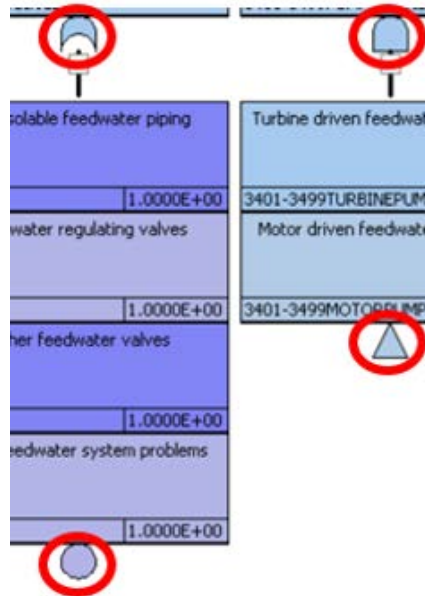 solable feedwater piping
1.0000E+00
water regulating valves
1.0000E+00
her feedwater valves
1.0000E+00
eedwater system problems
1.0000E+00
Turbine driven feedwat
3401-3499TURBINEPUM
Motor driven feedwate
3401-3499MOTORPUMP